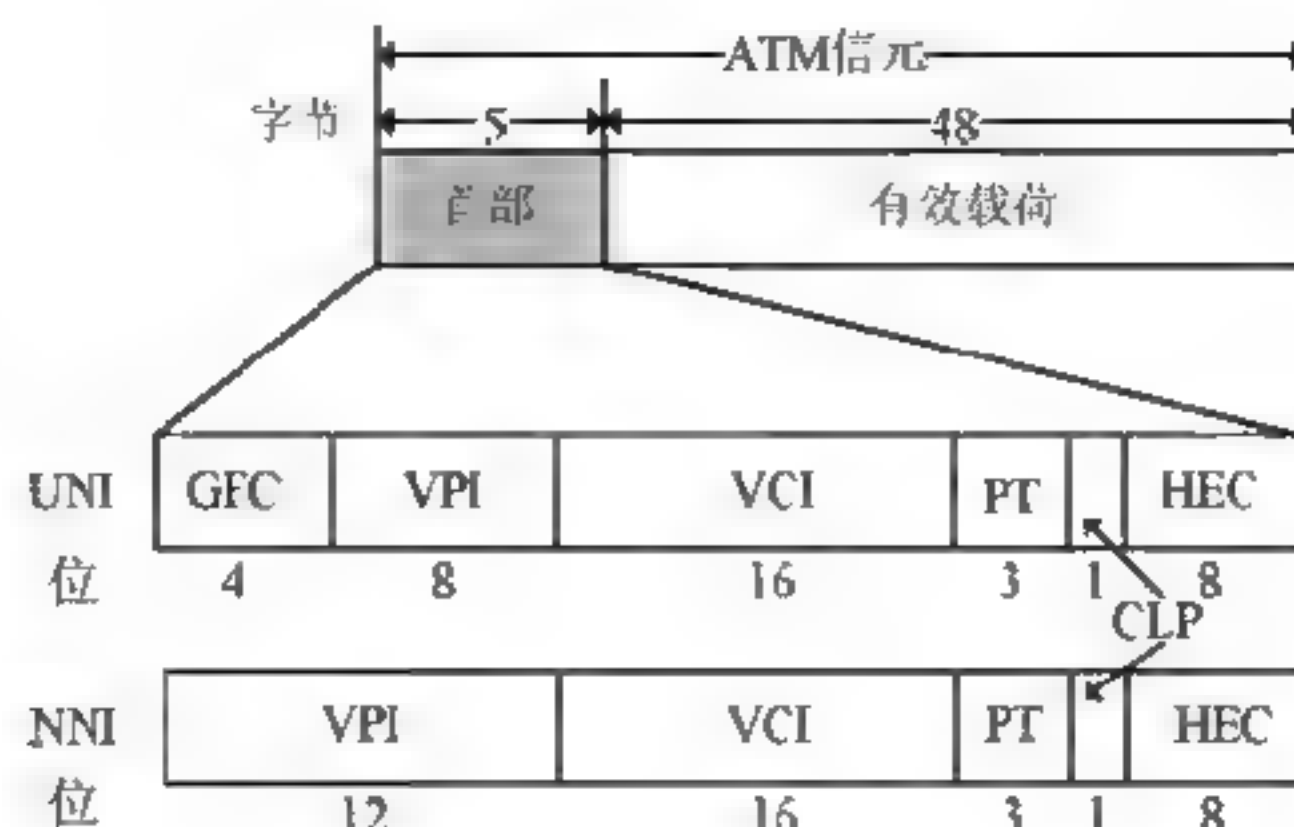 ATM信元
字节 5 48
首部 有效载荷
UNI GFC VPI VCI PT HEC
位 4 8 16 3 1 8
CLP
NNI VPI VCI PT HEC
位 12 16 3 1 8